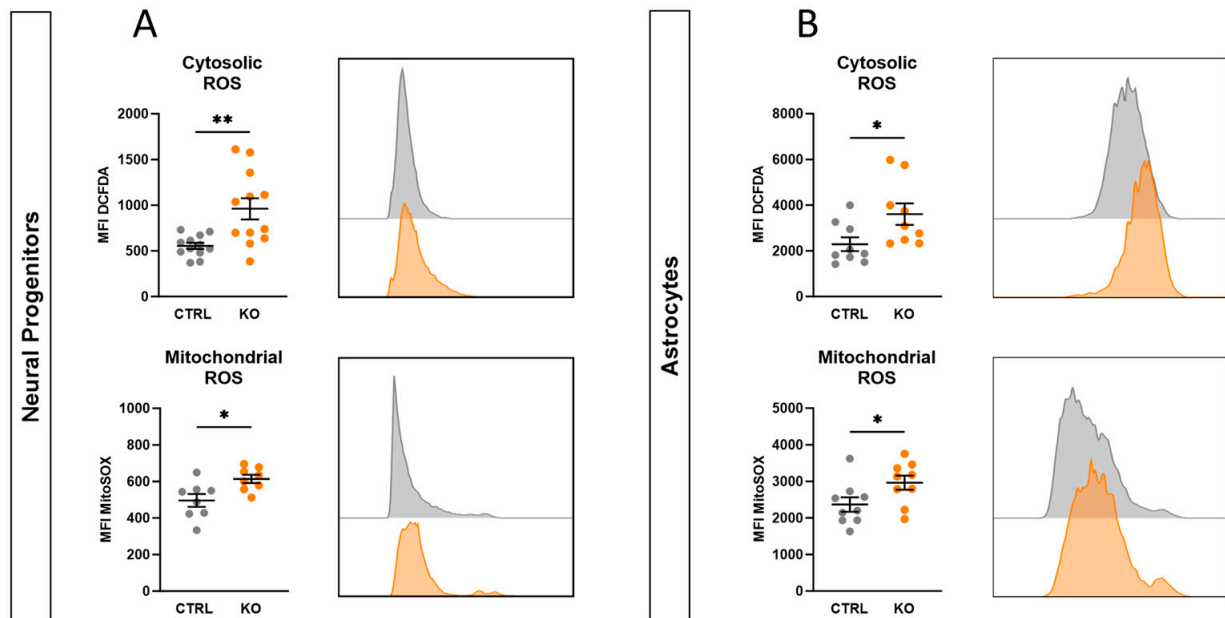 Neural Progenitors
A
Cytosolic
ROS
MFI DCFDA
2000
1500
1000
500
0
**
CTRL
KO
Mitochondrial
ROS
MFI MitoSOX
1000
800
600
400
200
0
*
CTRL
KO
Astrocytes
B
Cytosolic
ROS
MFI DCFDA
8000
6000
4000
2000
0
*
CTRL
KO
Mitochondrial
ROS
MFI MitoSOX
5000
4000
3000
2000
1000
0
*
CTRL
KO